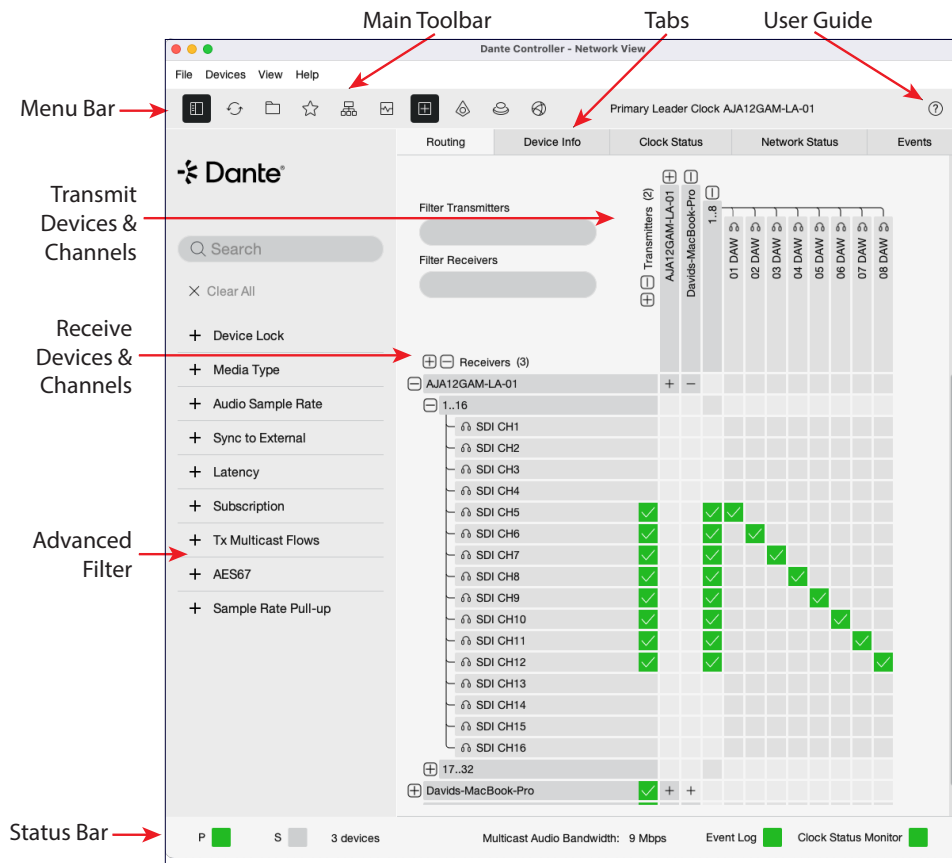 Main Toolbar
Tabs
User Guide
Dante Controller - Network View
File Devices View Help
Menu Bar
Primary Leader Clock AJA12GAM-LA-01
Routing Device Info Clock Status Network Status Events
Dante®
Transmit
Devices &
Channels
Search
Clear All
Filter Transmitters
Filter Receivers
Transmitters (2)
AJA12GAM-LA-01
Davids-MacBook-Pro
1..8
01 DAW
02 DAW
03 DAW
04 DAW
05 DAW
06 DAW
07 DAW
08 DAW
Receive
Devices &
Channels
+ Device Lock
+ Media Type
+ Audio Sample Rate
+ Sync to External
+ Latency
+ Subscription
+ Tx Multicast Flows
+ AES67
+ Sample Rate Pull-up
Advanced
Filter
Receivers (3)
AJA12GAM-LA-01 + −
1..16
SDI CH1
SDI CH2
SDI CH3
SDI CH4
SDI CH5
SDI CH6
SDI CH7
SDI CH8
SDI CH9
SDI CH10
SDI CH11
SDI CH12
SDI CH13
SDI CH14
SDI CH15
SDI CH16
17..32
Davids-MacBook-Pro + +
Status Bar
P S 3 devices Multicast Audio Bandwidth: 9 Mbps Event Log Clock Status Monitor